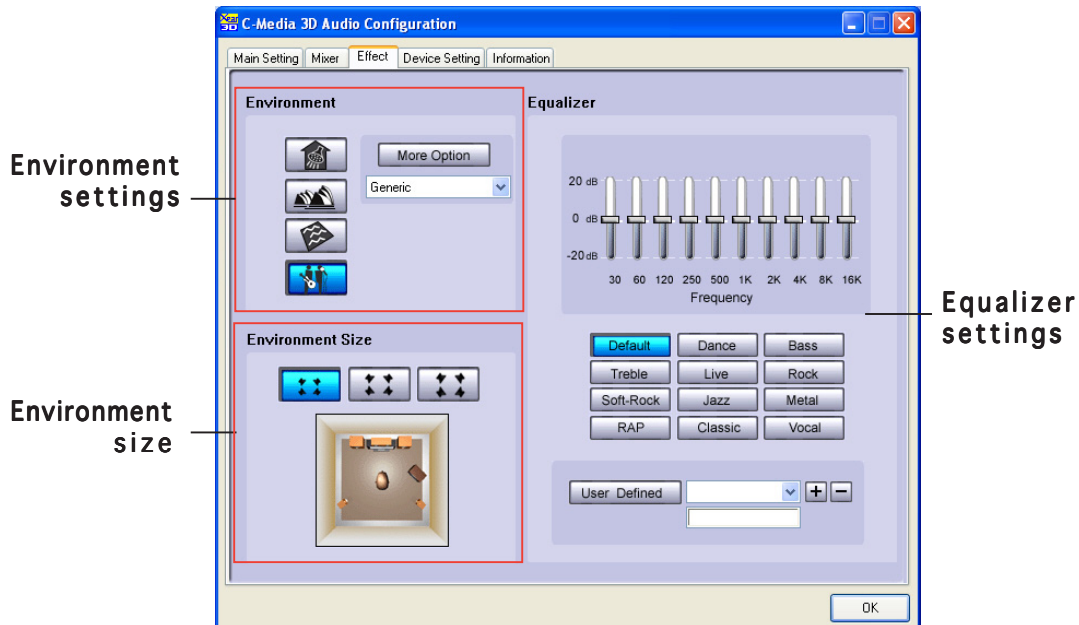 Xear 3D C-Media 3D Audio Configuration
Main Setting Mixer Effect Device Setting Information
Environment
More Option
Generic
Environment settings
Environment Size
Environment size
Equalizer
20 dB
0 dB
-20 dB
30 60 120 250 500 1K 2K 4K 8K 16K
Frequency
Default Dance Bass
Treble Live Rock
Soft-Rock Jazz Metal
RAP Classic Vocal
User Defined
Equalizer settings
OK